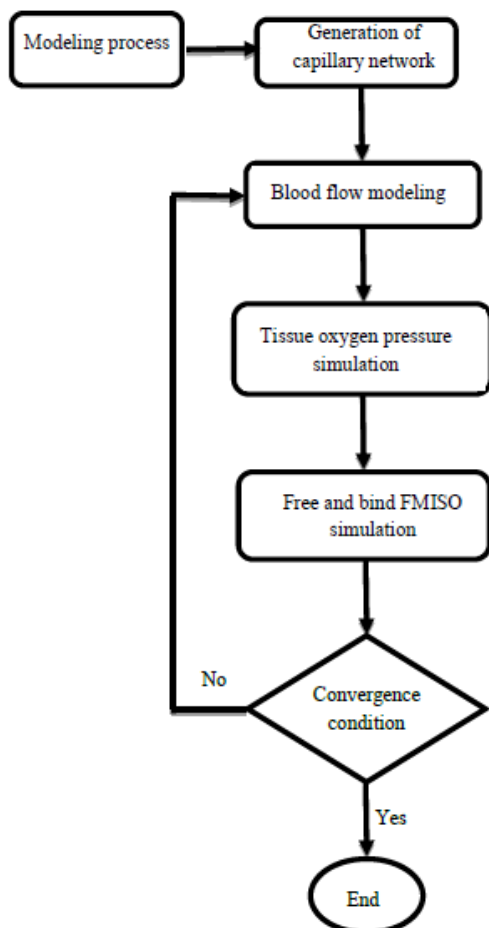 Modeling process
Generation of
capillary network
Blood flow modeling
Tissue oxygen pressure
simulation
Free and bind FMISO
simulation
Convergence
condition
No
Yes
End